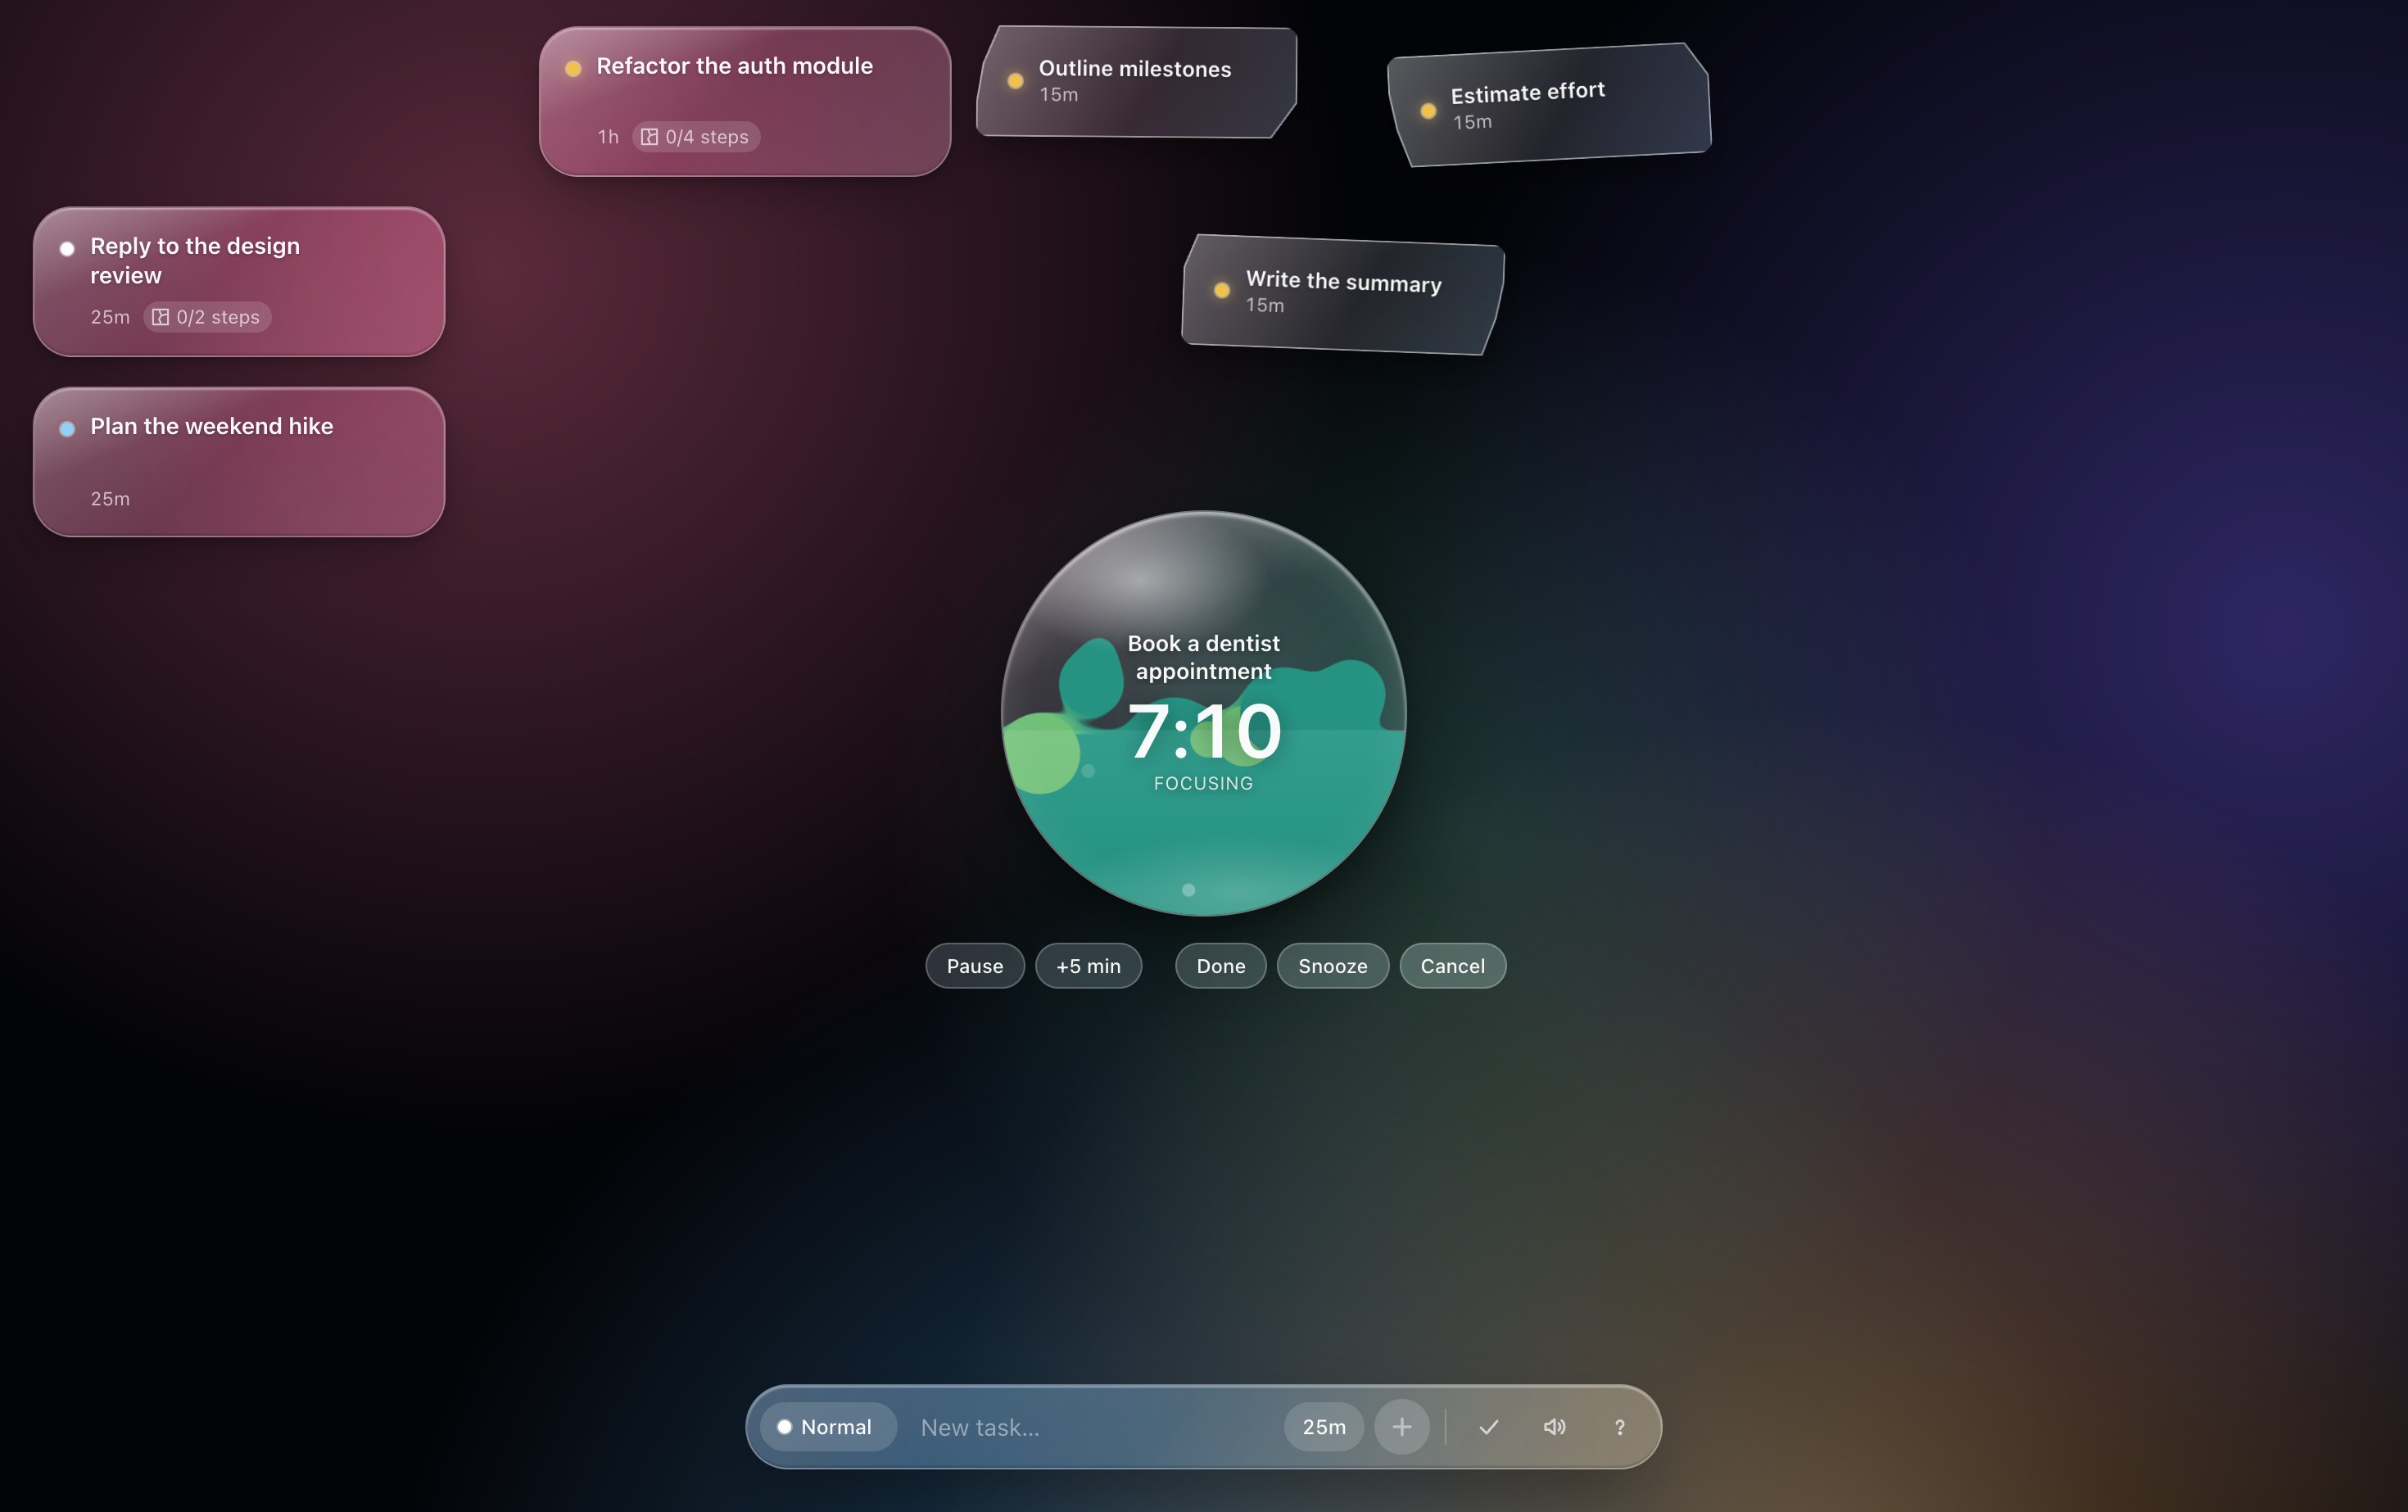 Refactor the auth module
1h
0/4 steps
Outline milestones
15m
Estimate effort
15m
Reply to the design
review
25m
0/2 steps
Write the summary
15m
Plan the weekend hike
25m
Book a dentist
appointment
7:10
FOCUSING
Pause
+5 min
Done
Snooze
Cancel
Normal
New task...
25m
?